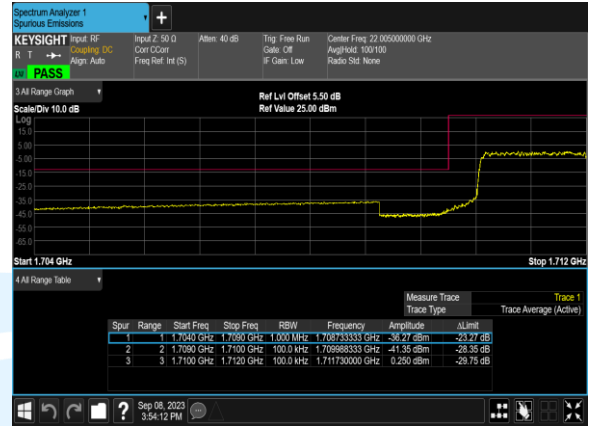 Spectrum Analyzer 1
Spurious Emissions
KEYSIGHT Input: RF Input Z: 50 Ω Atten: 40 dB Trig: Free Run Center Freq: 22.005000000 GHz
R T Coupling: DC Corr CCorr Gate: Off Avg|Hold: 100/100
Align: Auto Freq Ref: Int (S) IF Gain: Low Radio Std: None
LNI PASS
3 All Range Graph
Ref Lvl Offset 5.50 dB
Scale/Div 10.0 dB Ref Value 25.00 dBm
Log
15.0
5.00
-5.00
-15.0
-25.0
-35.0
-45.0
-55.0
-65.0
Start 1.704 GHz Stop 1.712 GHz
4 All Range Table
Measure Trace Trace 1
Trace Type Trace Average (Active)
Spur Range Start Freq Stop Freq RBW Frequency Amplitude ΔLimit
1 1 1.7040 GHz 1.7090 GHz 1.000 MHz 1.708733333 GHz -36.27 dBm -23.27 dB
2 2 1.7090 GHz 1.7100 GHz 100.0 kHz 1.709988333 GHz -41.35 dBm -28.35 dB
3 3 1.7100 GHz 1.7120 GHz 100.0 kHz 1.711730000 GHz 0.250 dBm -29.75 dB
? Sep 08, 2023
3:54:12 PM